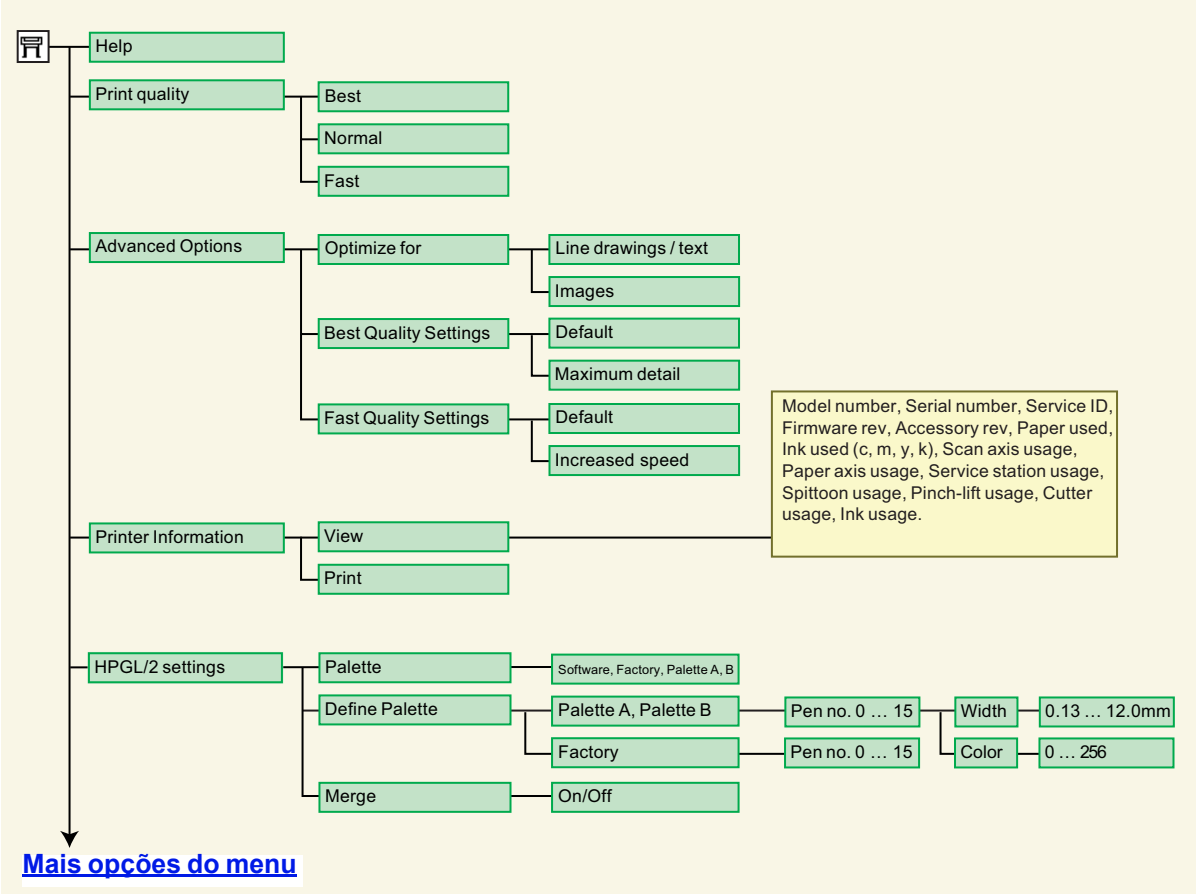 Help
Print quality
Best
Normal
Fast
Advanced Options
Optimize for
Line drawings / text
Images
Best Quality Settings
Default
Maximum detail
Fast Quality Settings
Default
Increased speed
Model number, Serial number, Service ID,
Firmware rev, Accessory rev, Paper used,
Ink used (c, m, y, k), Scan axis usage,
Paper axis usage, Service station usage,
Spittoon usage, Pinch-lift usage, Cutter
usage, Ink usage.
Printer Information
View
Print
HPGL/2 settings
Palette
Software, Factory, Palette A, B
Define Palette
Palette A, Palette B
Pen no. 0 … 15
Width
0.13 … 12.0mm
Factory
Pen no. 0 … 15
Color
0 … 256
Merge
On/Off
Mais opções do menu